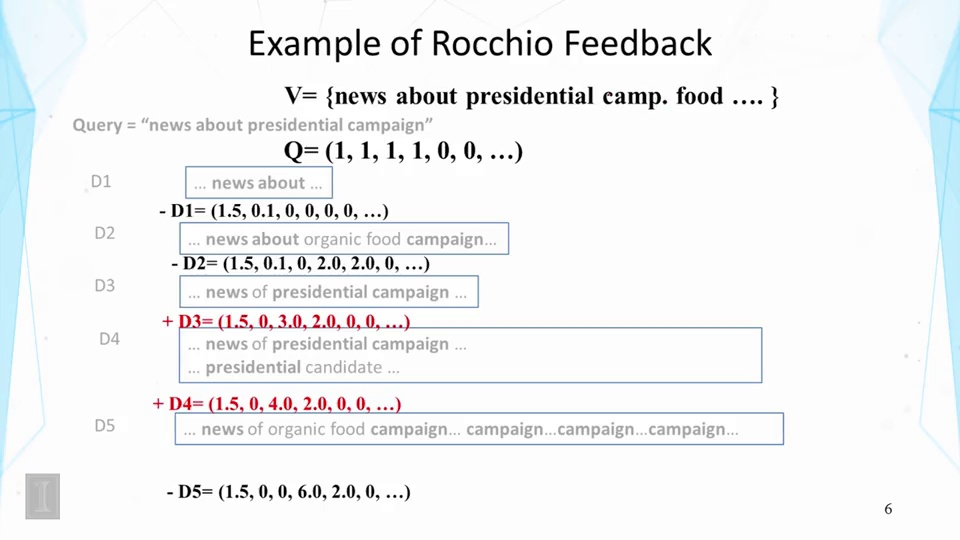 Example of Rocchio Feedback
V= {news about presidential camp. food …. }
Query = “news about presidential campaign”
Q= (1, 1, 1, 1, 0, 0, …)
D1 … news about …
- D1= (1.5, 0.1, 0, 0, 0, 0, …)
D2 … news about organic food campaign…
- D2= (1.5, 0.1, 0, 2.0, 2.0, 0, …)
D3 … news of presidential campaign …
+ D3= (1.5, 0, 3.0, 2.0, 0, 0, …)
D4 … news of presidential campaign …
… presidential candidate …
+ D4= (1.5, 0, 4.0, 2.0, 0, 0, …)
D5 … news of organic food campaign… campaign…campaign…campaign…
- D5= (1.5, 0, 0, 6.0, 2.0, 0, …)
I
6